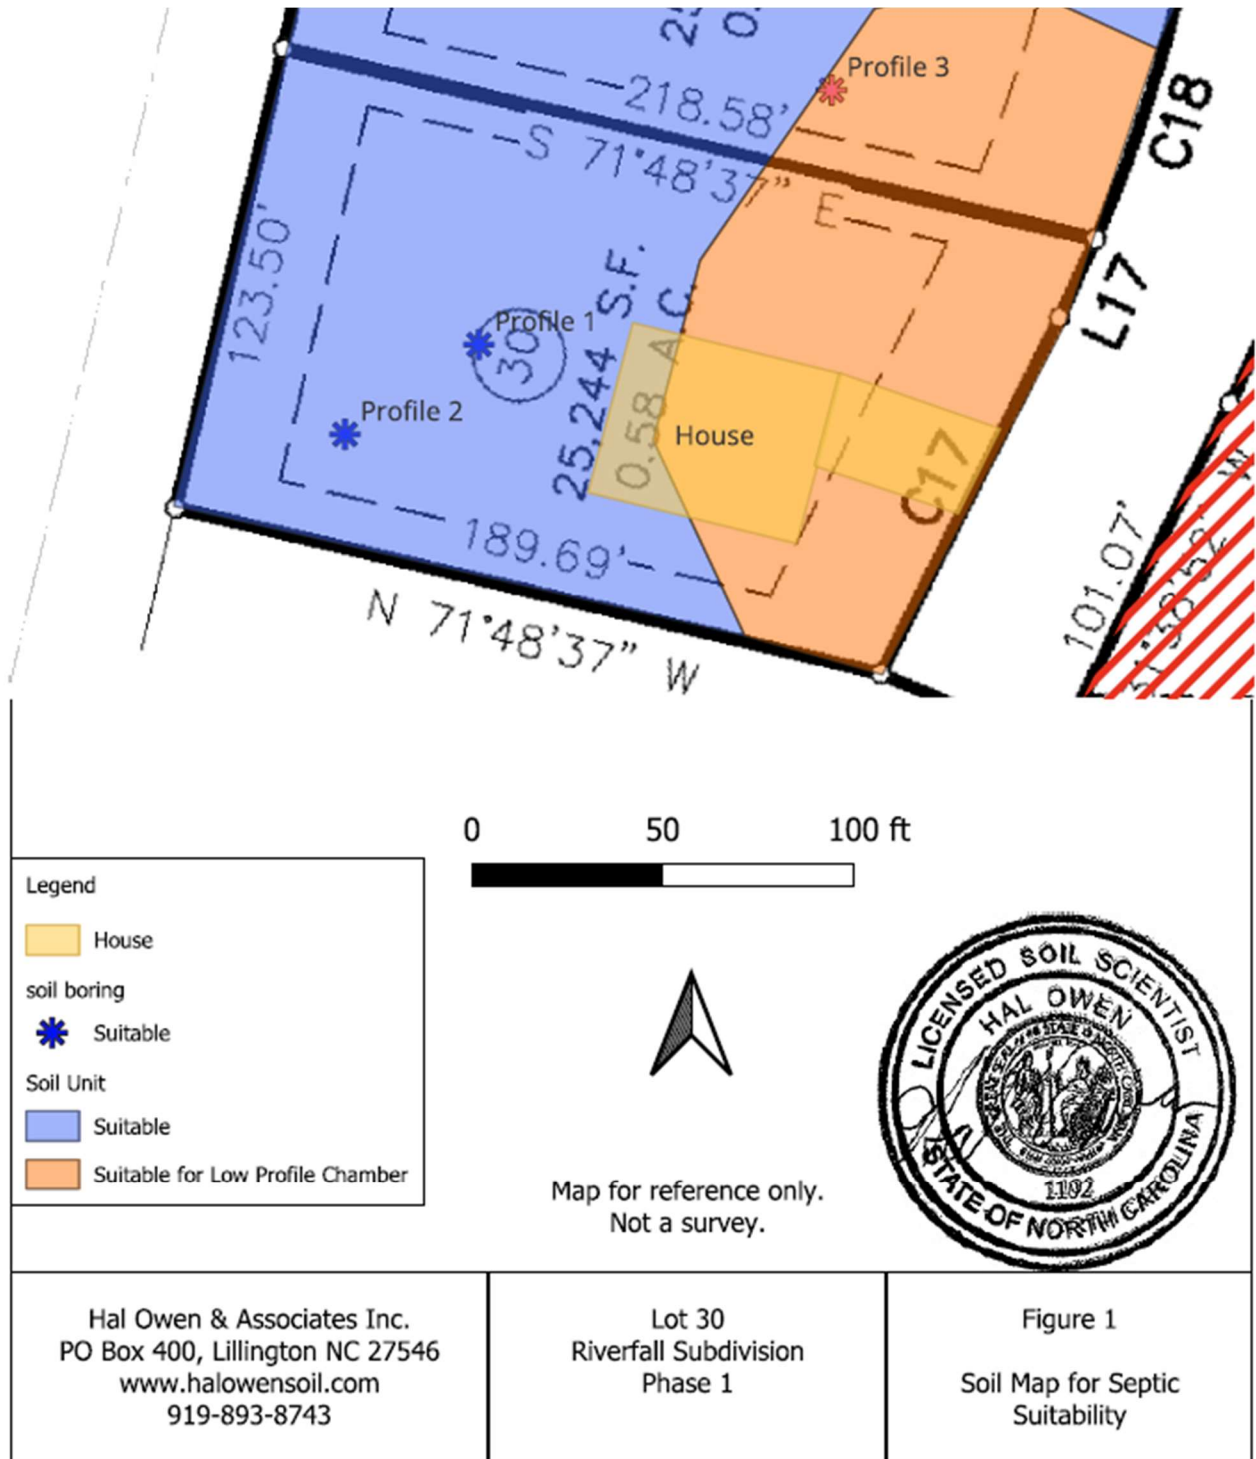 Profile 3
C18
218.58'
S 71°48'37" E
L17
123.50'
Profile 1
30
25,244 S.F.
0.58 A C.
Profile 2
House
C17
189.69'
N 71°48'37" W
101.07'
W
0 50 100 ft
Legend
House
soil boring
Suitable
Soil Unit
Suitable
Suitable for Low Profile Chamber
Map for reference only.
Not a survey.
LICENSED SOIL SCIENTIST
HAL OWEN
1102
STATE OF NORTH CAROLINA
Hal Owen & Associates Inc.
PO Box 400, Lillington NC 27546
www.halowensoil.com
919-893-8743
Lot 30
Riverfall Subdivision
Phase 1
Figure 1
Soil Map for Septic
Suitability